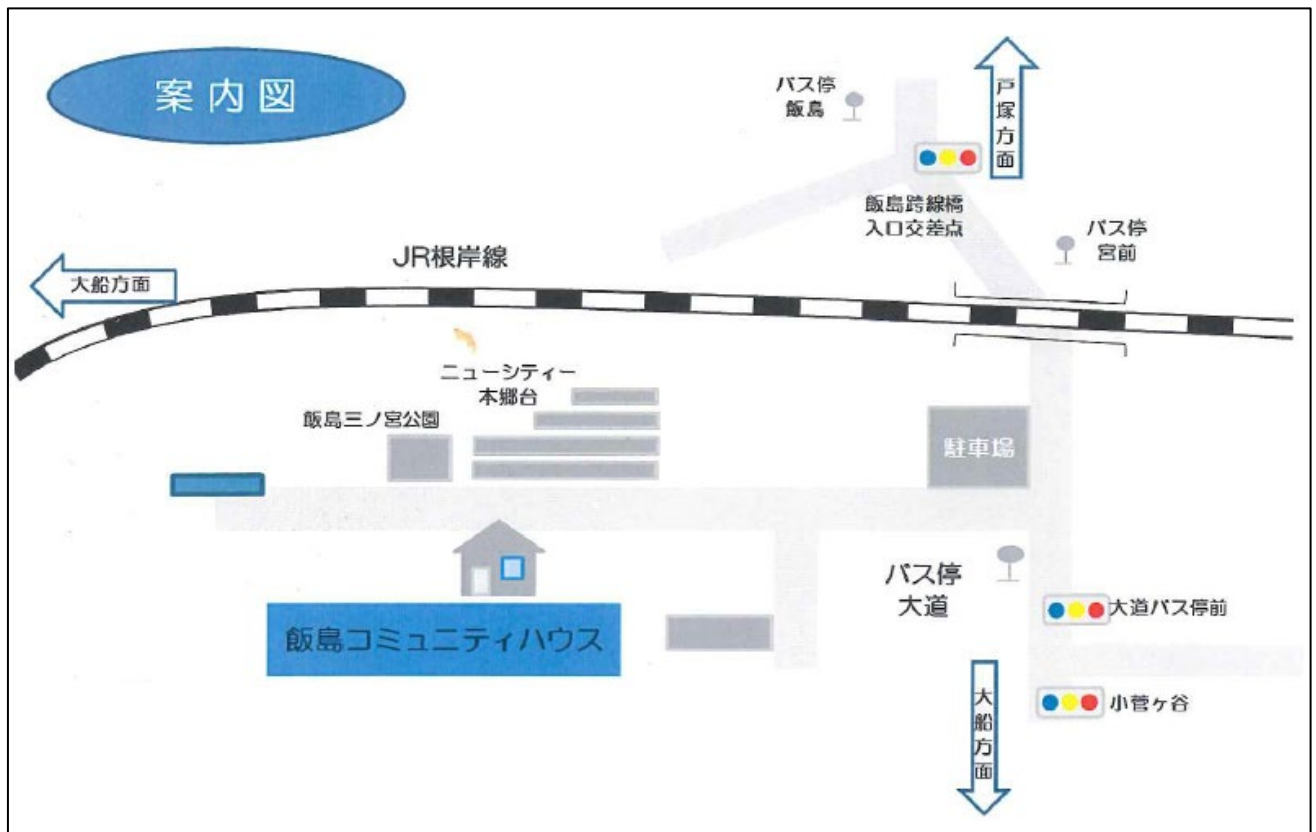 案内図
バス停
飯島
戸塚方面
飯島跨線橋
入口交差点
バス停
宮前
JR根岸線
大船方面
ニューシティー
本郷台
飯島三ノ宮公園
駐車場
バス停
大道
大道バス停前
飯島コミュニティハウス
小菅ヶ谷
大船方面